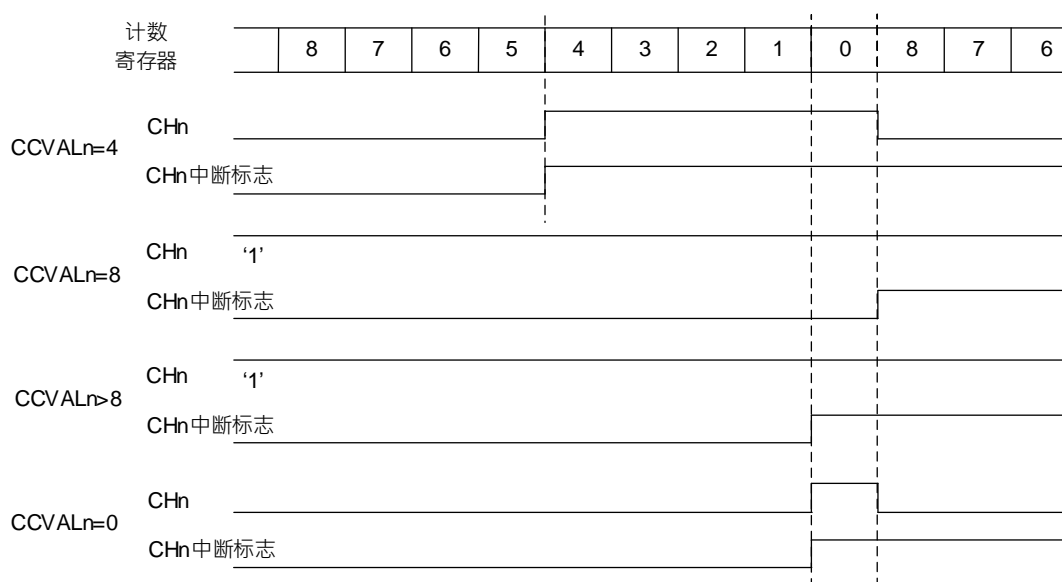 计数
寄存器
8 7 6 5 4 3 2 1 0 8 7 6
CCVALn=4
CHn
CHn中断标志
CCVALn=8
CHn ‘1’
CHn中断标志
CCVALn>8
CHn ‘1’
CHn中断标志
CCVALn=0
CHn
CHn中断标志